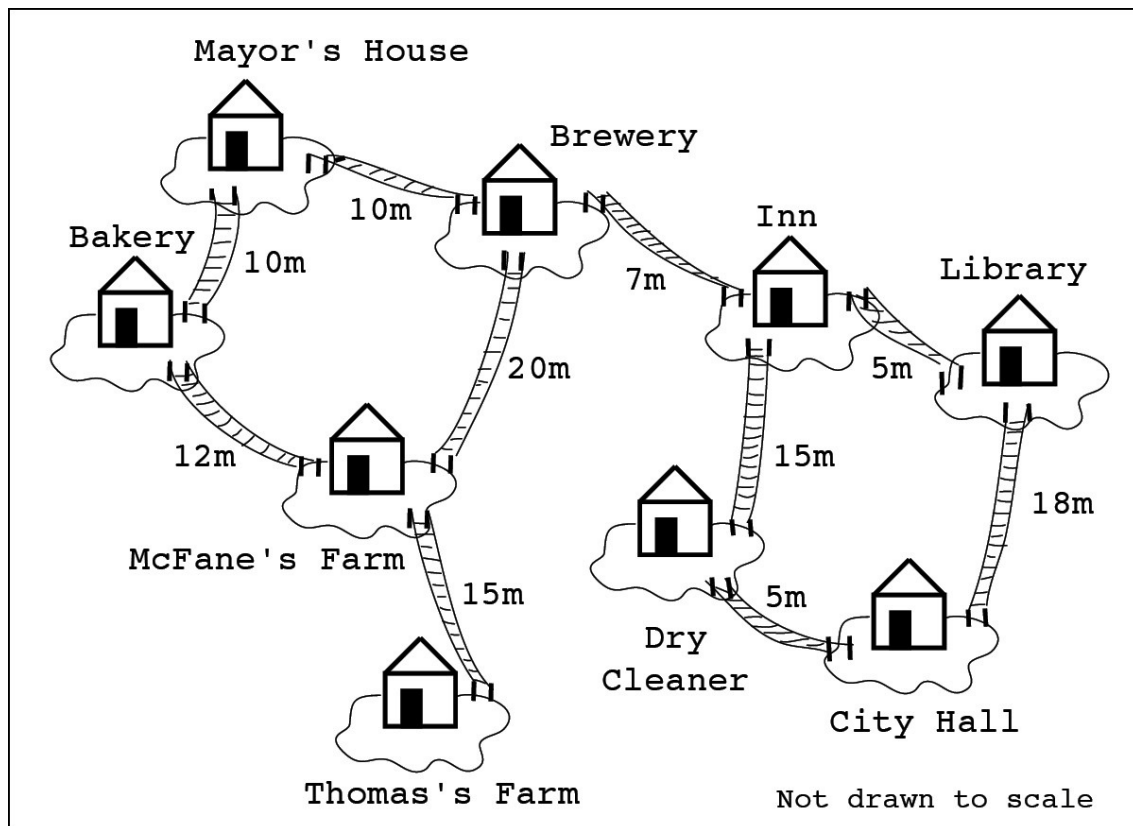 Mayor's House
Brewery
10m
Inn
Bakery
10m
7m
Library
20m
5m
12m
15m
18m
McFane's Farm
15m
5m
Dry
Cleaner
City Hall
Thomas's Farm
Not drawn to scale